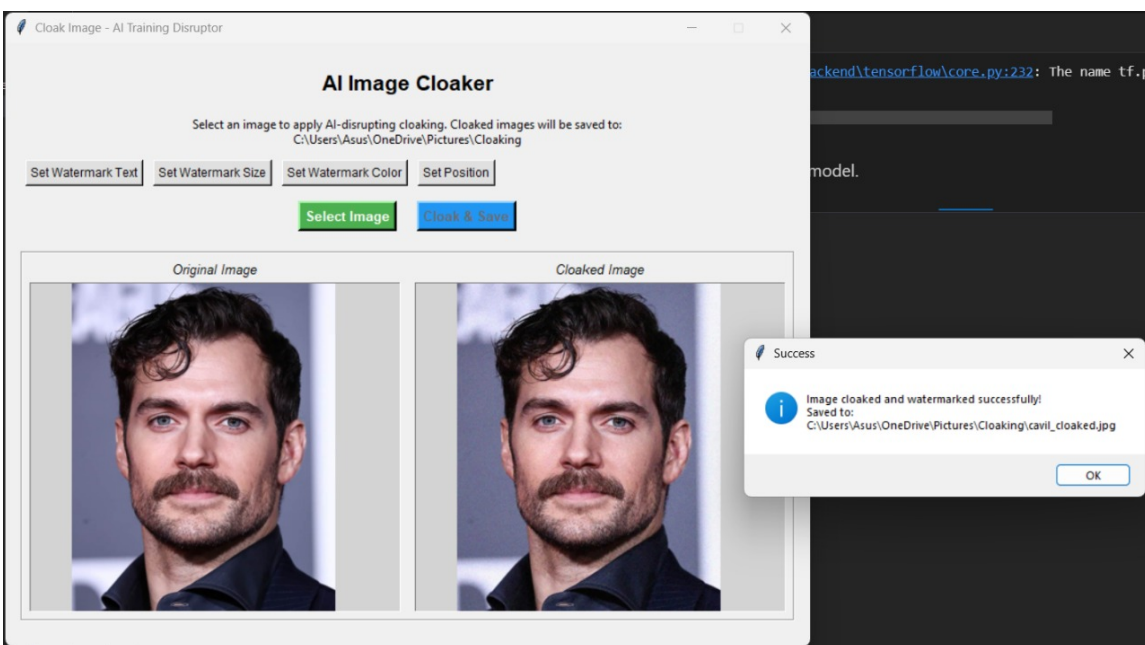 Cloak Image - AI Training Disruptor
AI Image Cloaker
Select an image to apply AI-disrupting cloaking. Cloaked images will be saved to:
C:\Users\Asus\OneDrive\Pictures\Cloaking
Set Watermark Text Set Watermark Size Set Watermark Color Set Position
Select Image Cloak & Save
Original Image Cloaked Image
ackend\tensorflow\core.py:232: The name tf.p
model.
Success
Image cloaked and watermarked successfully!
Saved to:
C:\Users\Asus\OneDrive\Pictures\Cloaking\cavil_cloaked.jpg
OK